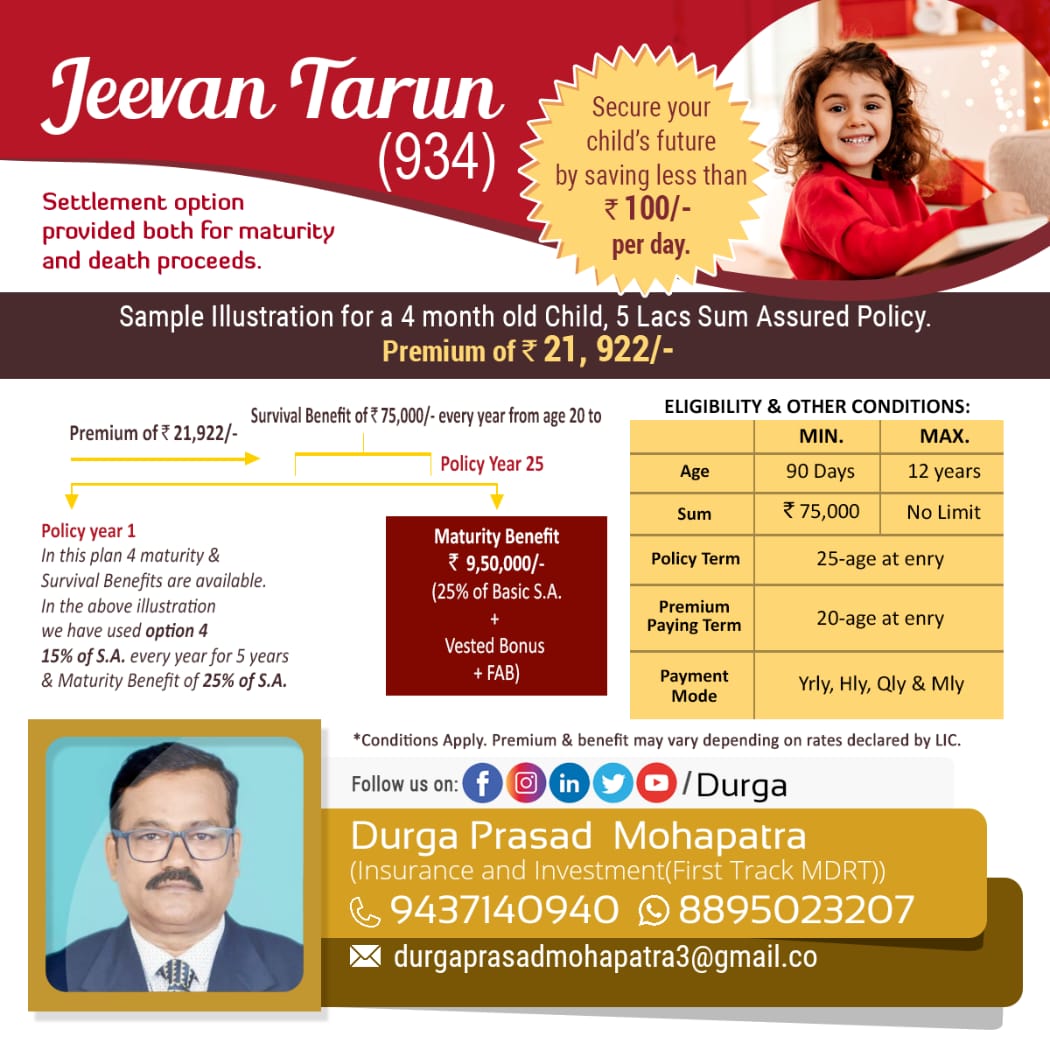 Jeevan Tarun
(934)
Settlement option
provided both for maturity
and death proceeds.
Secure your
child's future
by saving less than
₹ 100/-
per day.
Sample Illustration for a 4 month old Child, 5 Lacs Sum Assured Policy.
Premium of ₹ 21, 922/-
Premium of ₹ 21,922/-
Survival Benefit of ₹ 75,000/- every year from age 20 to
Policy Year 25
Policy year 1
In this plan 4 maturity &
Survival Benefits are available.
In the above illustration
we have used option 4
15% of S.A. every year for 5 years
& Maturity Benefit of 25% of S.A.
Maturity Benefit
₹ 9,50,000/-
(25% of Basic S.A.
+
Vested Bonus
+ FAB)
ELIGIBILITY & OTHER CONDITIONS:
MIN. MAX.
Age 90 Days 12 years
Sum ₹ 75,000 No Limit
Policy Term 25-age at enry
Premium
Paying Term 20-age at enry
Payment
Mode Yrly, Hly, Qly & Mly
*Conditions Apply. Premium & benefit may vary depending on rates declared by LIC.
Follow us on: / Durga
Durga Prasad Mohapatra
(Insurance and Investment(First Track MDRT))
9437140940 8895023207
durgaprasadmohapatra3@gmail.co